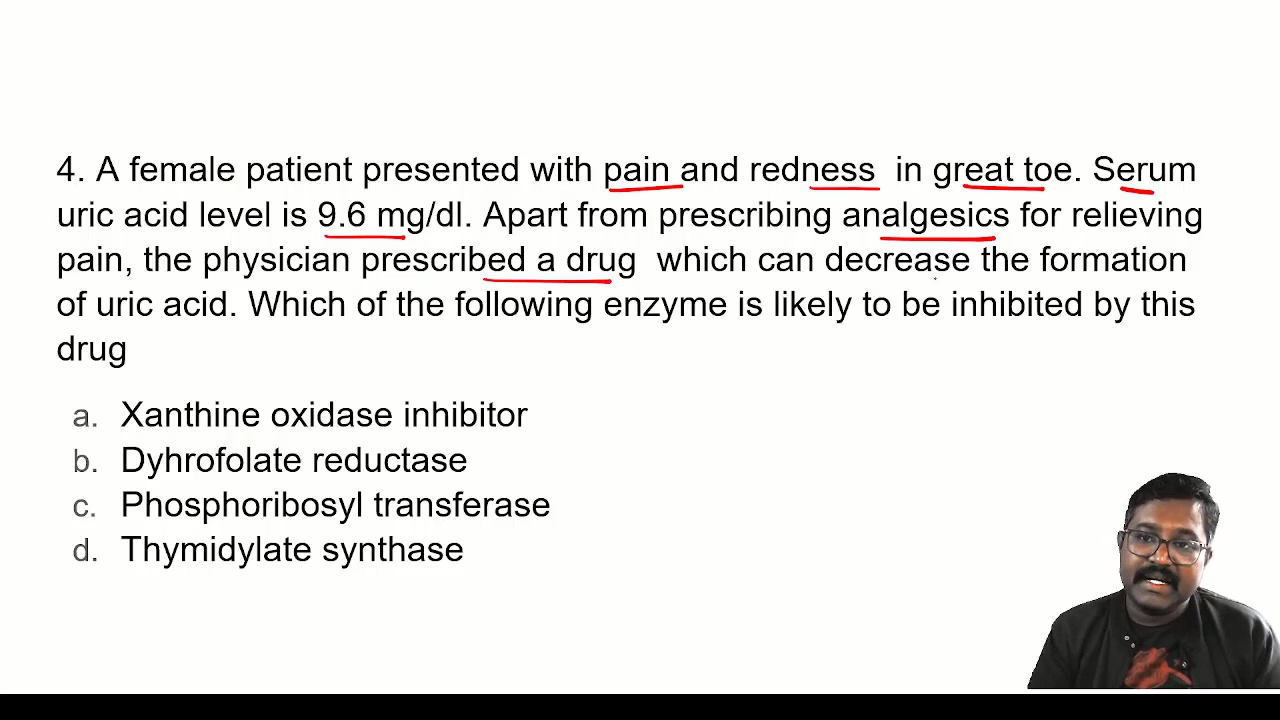 4. A female patient presented with pain and redness in great toe. Serum
uric acid level is 9.6 mg/dl. Apart from prescribing analgesics for relieving
pain, the physician prescribed a drug which can decrease the formation
of uric acid. Which of the following enzyme is likely to be inhibited by this
drug
a. Xanthine oxidase inhibitor
b. Dyhrofolate reductase
c. Phosphoribosyl transferase
d. Thymidylate synthase